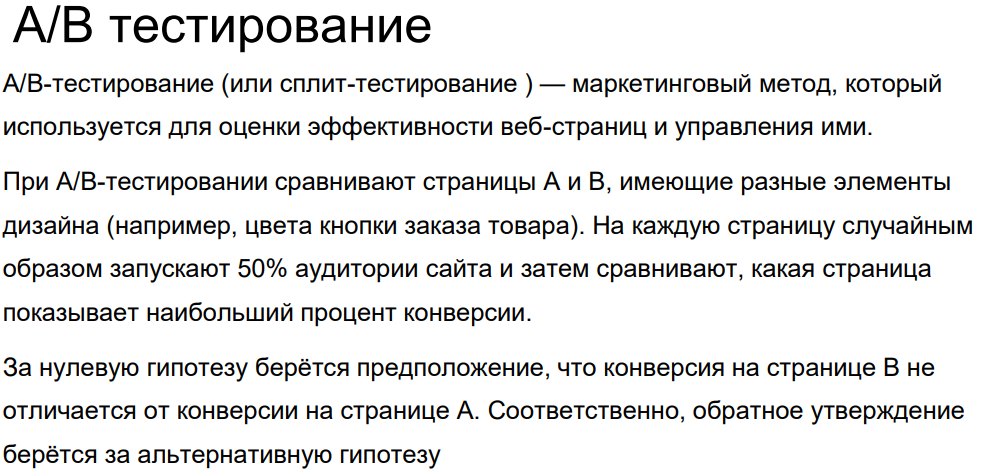 А/В тестирование
А/В-тестирование (или сплит-тестирование ) — маркетинговый метод, который
используется для оценки эффективности веб-страниц и управления ими.
При А/В-тестировании сравнивают страницы А и В, имеющие разные элементы
дизайна (например, цвета кнопки заказа товара). На каждую страницу случайным
образом запускают 50% аудитории сайта и затем сравнивают, какая страница
показывает наибольший процент конверсии.
За нулевую гипотезу берётся предположение, что конверсия на странице В не
отличается от конверсии на странице А. Соответственно, обратное утверждение
берётся за альтернативную гипотезу